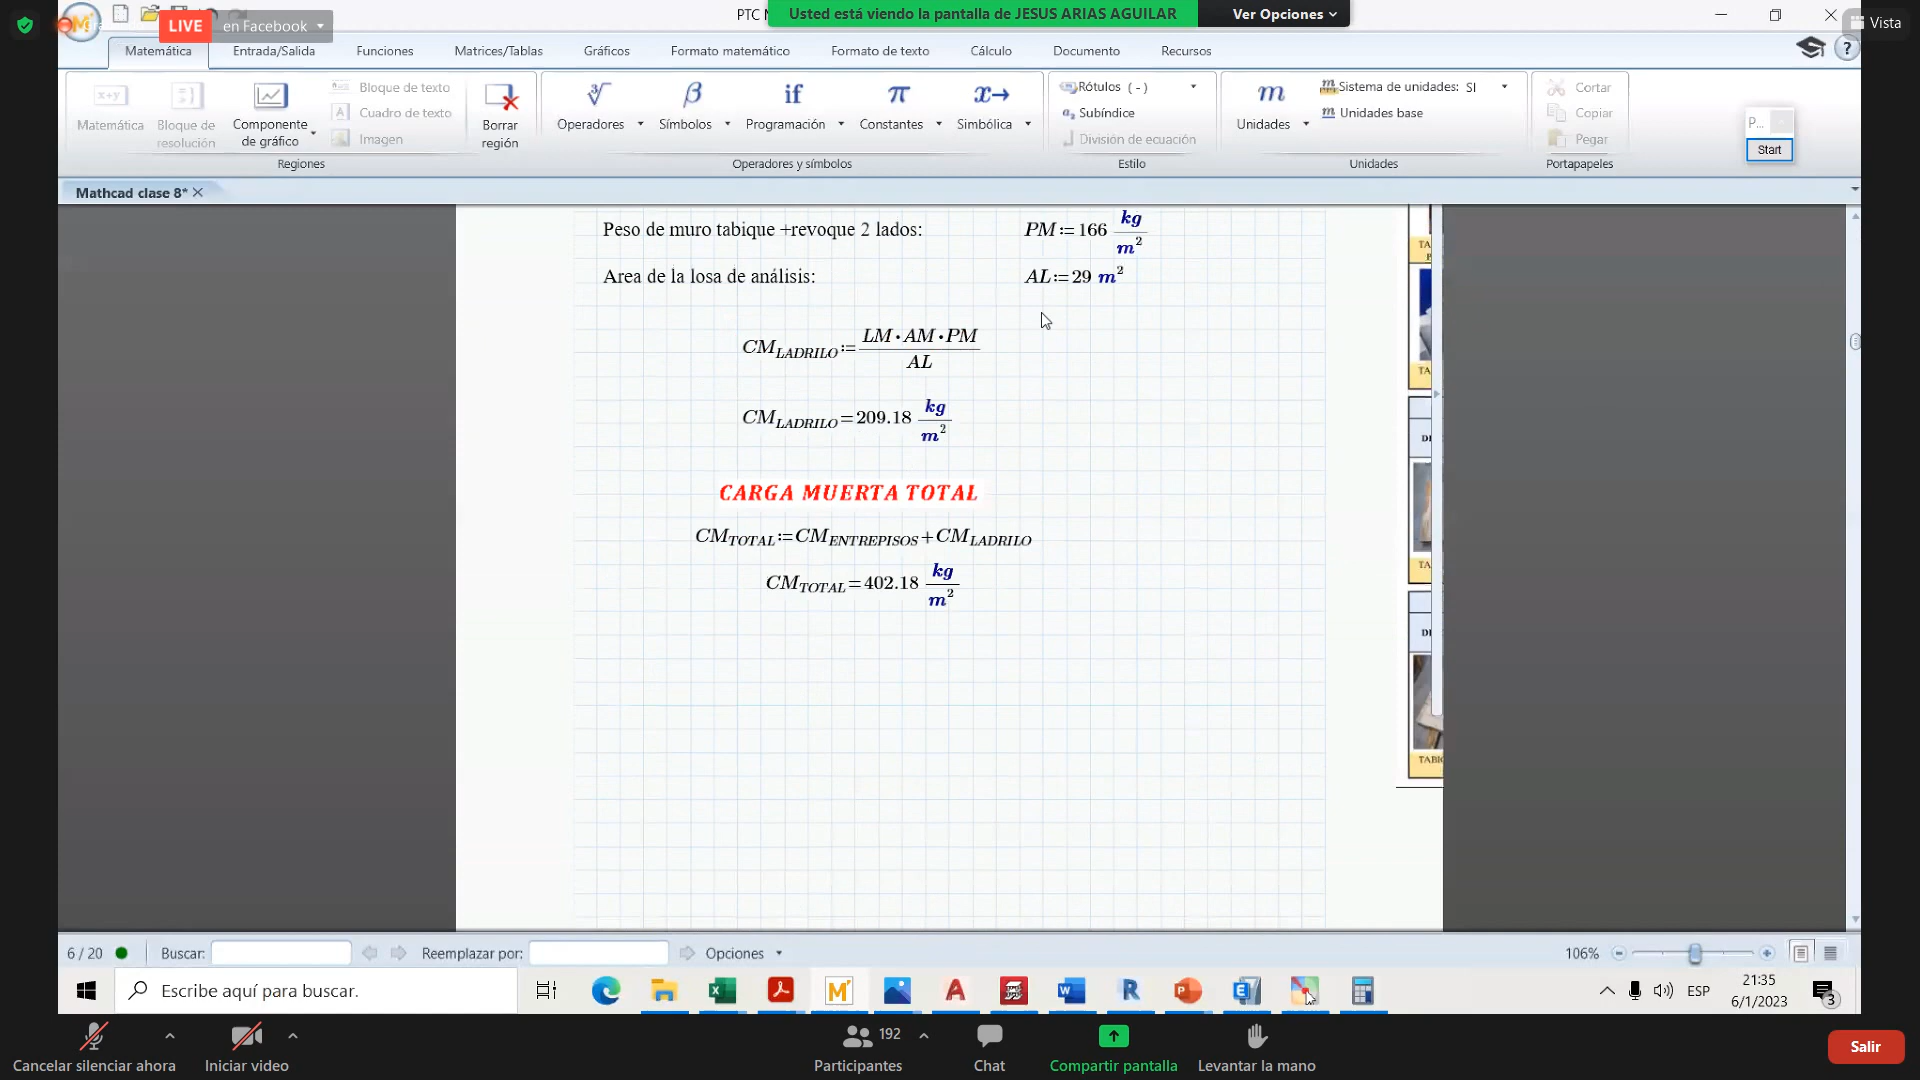 LIVE en Facebook
PTC
Usted está viendo la pantalla de JESUS ARIAS AGUILAR
Ver Opciones
Vista
Matemática
Entrada/Salida
Funciones
Matrices/Tablas
Gráficos
Formato matemático
Formato de texto
Cálculo
Documento
Recursos
Matemática
Bloque de resolución
Componente de gráfico
Bloque de texto
Cuadro de texto
Imagen
Borrar región
Regiones
Operadores
Símbolos
Programación
Constantes
Simbólica
Operadores y símbolos
Rótulos ( - )
Subíndice
División de ecuación
Estilo
Unidades
Sistema de unidades: SI
Unidades base
Unidades
Cortar
Copiar
Pegar
Portapapeles
P...
Start
Mathcad clase 8*
Peso de muro tabique +revoque 2 lados: PM:=166 kg/m²
Area de la losa de análisis: AL:=29 m²
CM_LADRILO:= LM·AM·PM / AL
CM_LADRILO=209.18 kg/m²
CARGA MUERTA TOTAL
CM_TOTAL:=CM_ENTREPISOS+CM_LADRILO
CM_TOTAL=402.18 kg/m²
6 / 20
Buscar:
Reemplazar por:
Opciones
106%
Escribe aquí para buscar.
ESP
21:35
6/1/2023
3
Cancelar silenciar ahora
Iniciar video
192
Participantes
Chat
Compartir pantalla
Levantar la mano
Salir